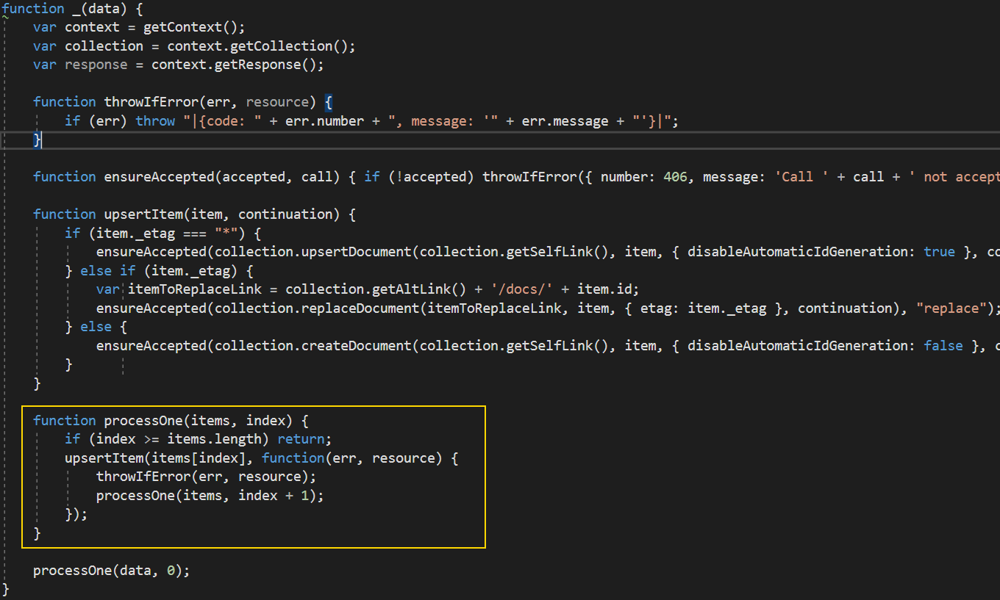 function _(data) {
    var context = getContext();
    var collection = context.getCollection();
    var response = context.getResponse();
    function throwIfError(err, resource) {
        if (err) throw "|{code: " + err.number + ", message: '" + err.message + "'}|";
    }
    function ensureAccepted(accepted, call) { if (!accepted) throwIfError({ number: 406, message: 'Call ' + call + ' not accept
    function upsertItem(item, continuation) {
        if (item._etag === "*") {
            ensureAccepted(collection.upsertDocument(collection.getSelfLink(), item, { disableAutomaticIdGeneration: true }, co
        } else if (item._etag) {
            var itemToReplaceLink = collection.getAltLink() + '/docs/' + item.id;
            ensureAccepted(collection.replaceDocument(itemToReplaceLink, item, { etag: item._etag }, continuation), "replace");
        } else {
            ensureAccepted(collection.createDocument(collection.getSelfLink(), item, { disableAutomaticIdGeneration: false }, c
        }
    }
    function processOne(items, index) {
        if (index >= items.length) return;
        upsertItem(items[index], function(err, resource) {
            throwIfError(err, resource);
            processOne(items, index + 1);
        });
    }
    processOne(data, 0);
}